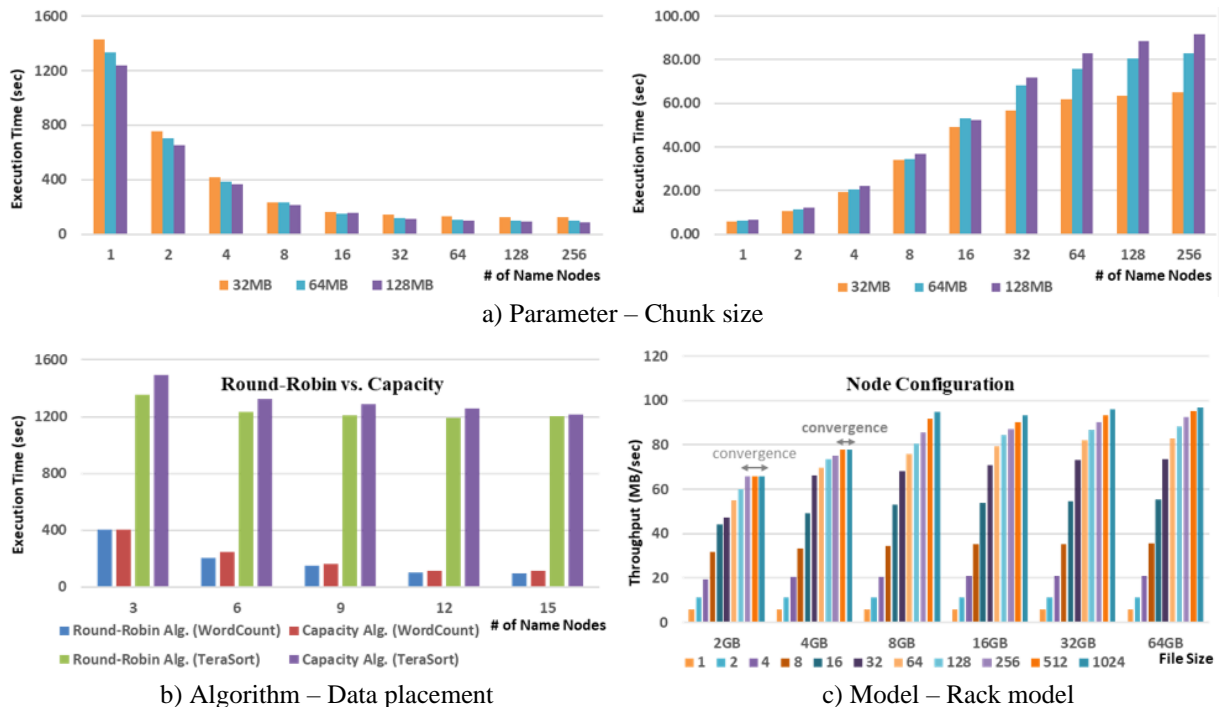 1600
1200
800
400
0
Execution Time (sec)
1 2 4 8 16 32 64 128 256
# of Name Nodes
32MB 64MB 128MB
100.00
80.00
60.00
40.00
20.00
0.00
Execution Time (sec)
1 2 4 8 16 32 64 128 256
# of Name Nodes
32MB 64MB 128MB
a) Parameter – Chunk size
1600
1200
800
400
0
Execution Time (sec)
Round-Robin vs. Capacity
3 6 9 12 15
# of Name Nodes
Round-Robin Alg. (WordCount) Capacity Alg. (WordCount)
Round-Robin Alg. (TeraSort) Capacity Alg. (TeraSort)
b) Algorithm – Data placement
120
100
80
60
40
20
0
Throughput (MB/sec)
Node Configuration
convergence
convergence
2GB 4GB 8GB 16GB 32GB 64GB
File Size
1 2 4 8 16 32 64 128 256 512 1024
c) Model – Rack model